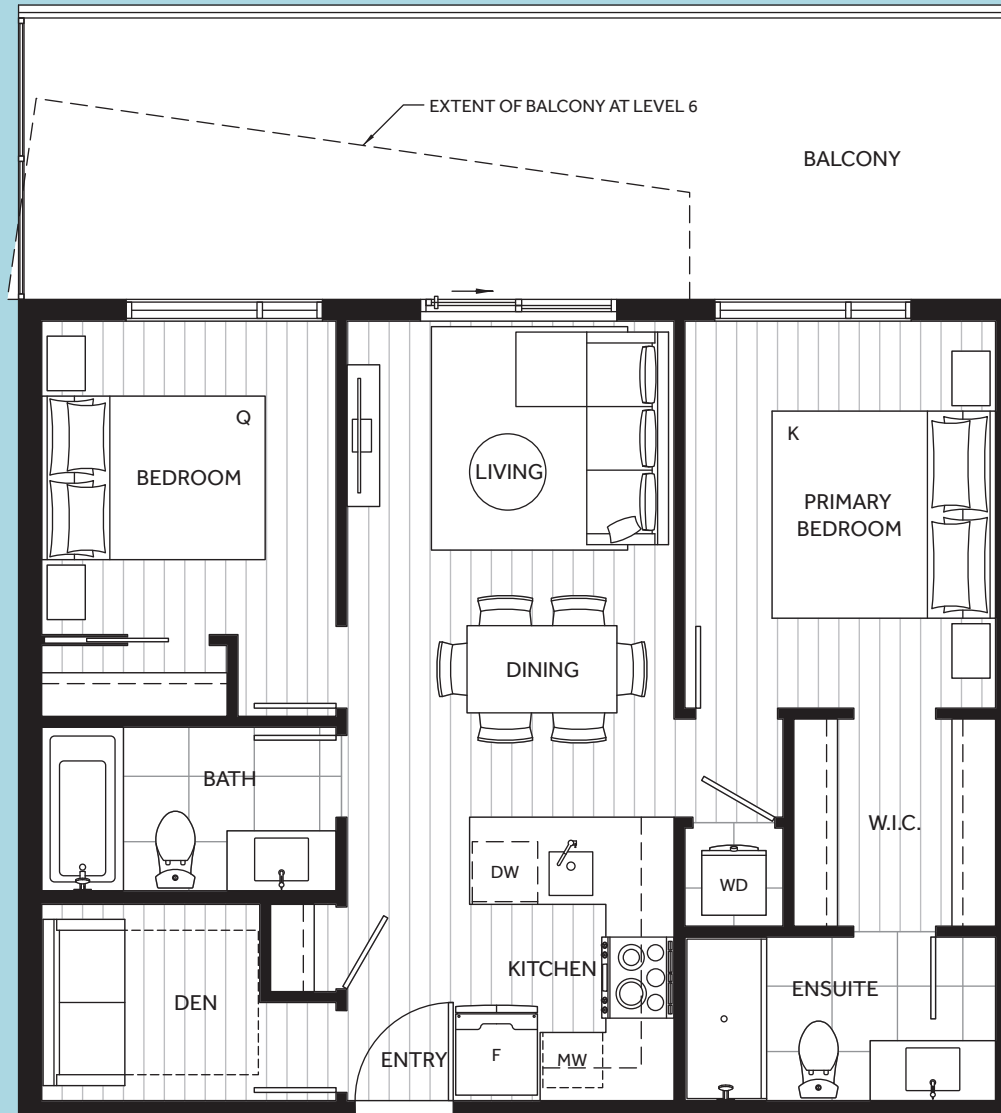 EXTENT OF BALCONY AT LEVEL 6
BALCONY
Q
BEDROOM
LIVING
K
PRIMARY
BEDROOM
DINING
BATH
W.I.C.
DW
WD
KITCHEN
DEN
ENSUITE
ENTRY
F
MW